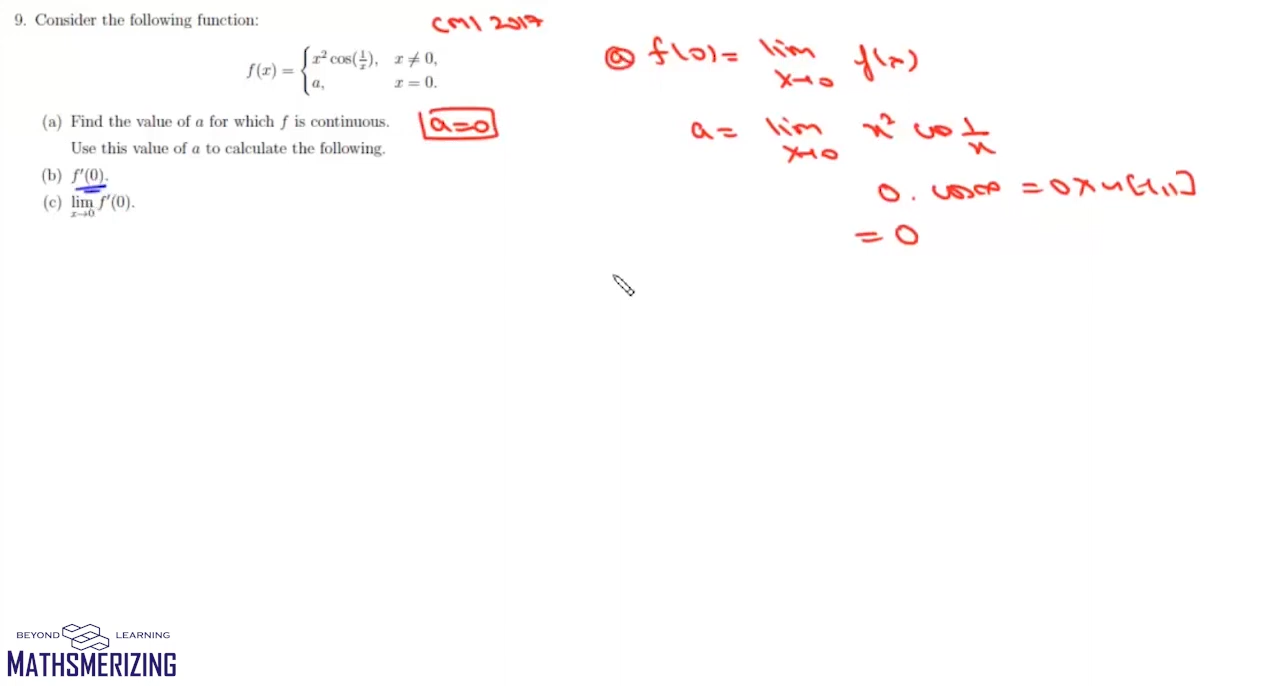 9. Consider the following function:
CMI 2017
f(x) = { x² cos(1/x), x ≠ 0,
a, x = 0.
(a) Find the value of a for which f is continuous.
a=0
Use this value of a to calculate the following.
(b) f′(0).
(c) lim x→0 f′(0).
(a) f(0) = lim x→0 f(x)
a = lim x→0 x² cos 1/x
0. cos∞ = 0 × [-1,1]
= 0
BEYOND LEARNING
MATHSMERIZING